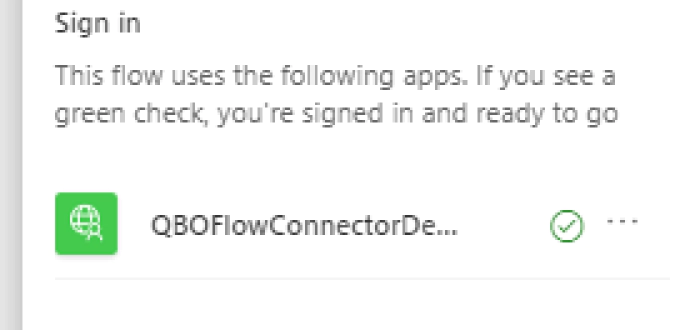 Sign in
This flow uses the following apps. If you see a
green check, you're signed in and ready to go
QBOFlowConnectorDe...